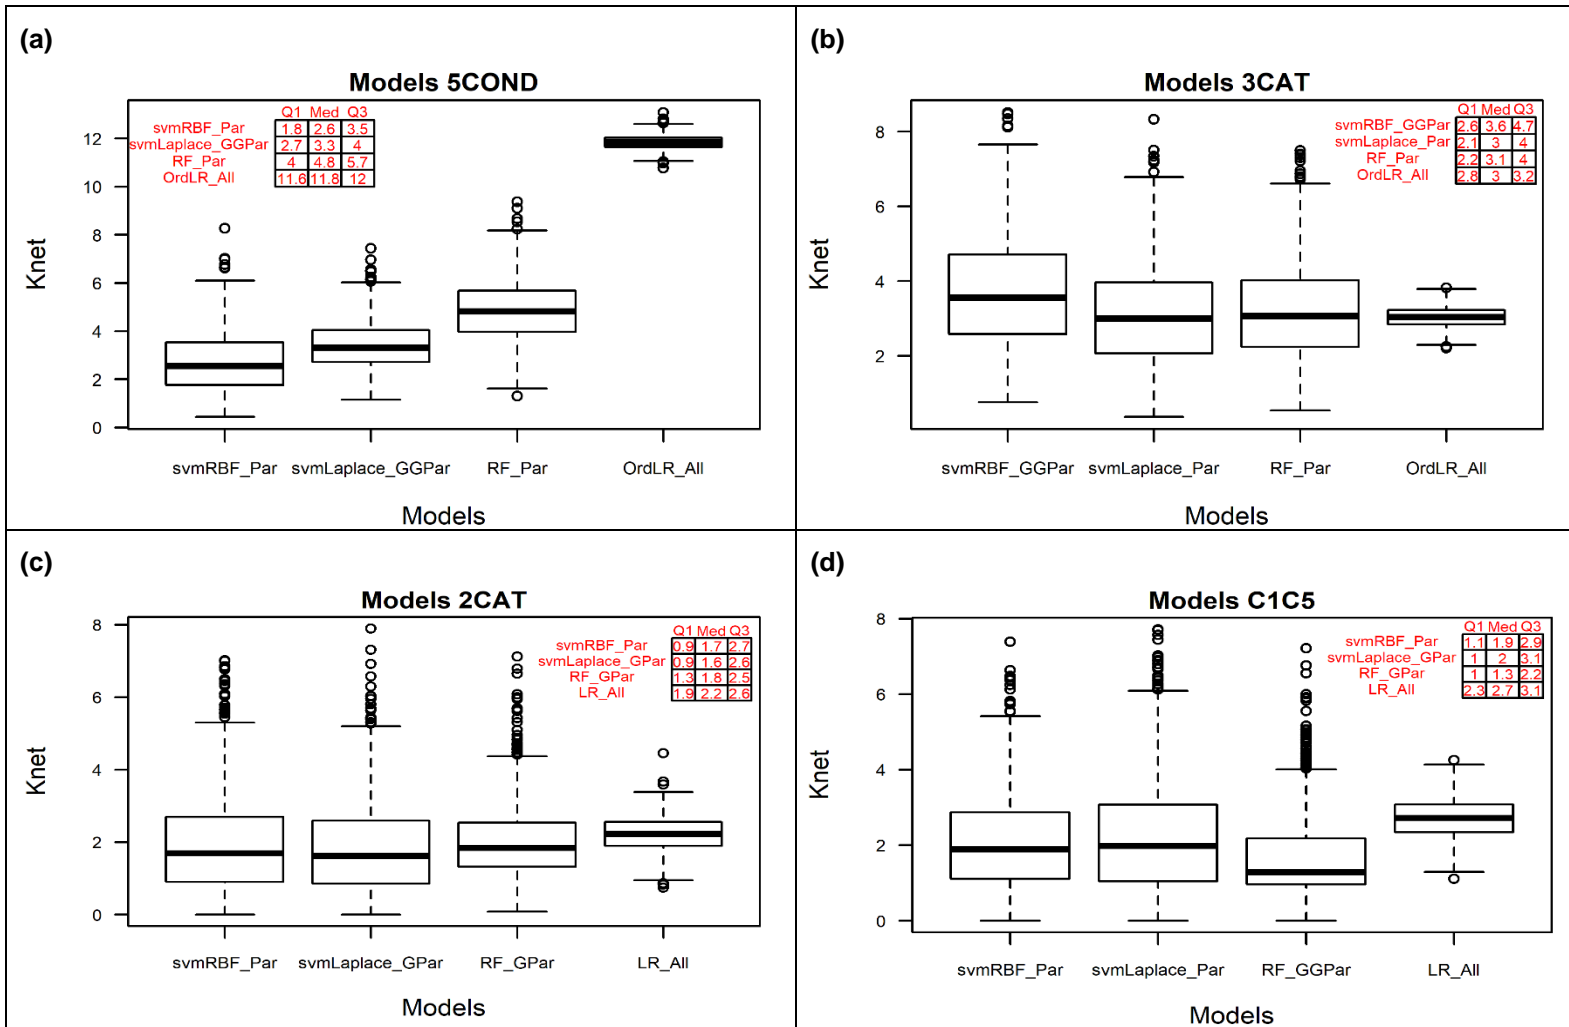 (a)
Models 5COND
Q1 Med Q3
svmRBF_Par 1.8 2.6 3.5
svmLaplace_GGPar 2.7 3.3 4
RF_Par 4 4.8 5.7
OrdLR_All 11.6 11.8 12
12
10
8
6
4
2
0
Knet
svmRBF_Par svmLaplace_GGPar RF_Par OrdLR_All
Models
(b)
Models 3CAT
Q1 Med Q3
svmRBF_GGPar 2.6 3.6 4.7
svmLaplace_Par 2.1 3 4
RF_Par 2.2 3.1 4
OrdLR_All 2.8 3 3.2
8
6
4
2
Knet
svmRBF_GGPar svmLaplace_Par RF_Par OrdLR_All
Models
(c)
Models 2CAT
Q1 Med Q3
svmRBF_Par 0.9 1.7 2.7
svmLaplace_GPar 0.9 1.6 2.6
RF_GPar 1.3 1.8 2.5
LR_All 1.9 2.2 2.6
8
6
4
2
0
Knet
svmRBF_Par svmLaplace_GPar RF_GPar LR_All
Models
(d)
Models C1C5
Q1 Med Q3
svmRBF_Par 1.1 1.9 2.9
svmLaplace_GPar 1 2 3.1
RF_GPar 1 1.3 2.2
LR_All 2.3 2.7 3.1
8
6
4
2
0
Knet
svmRBF_Par svmLaplace_Par RF_GGPar LR_All
Models